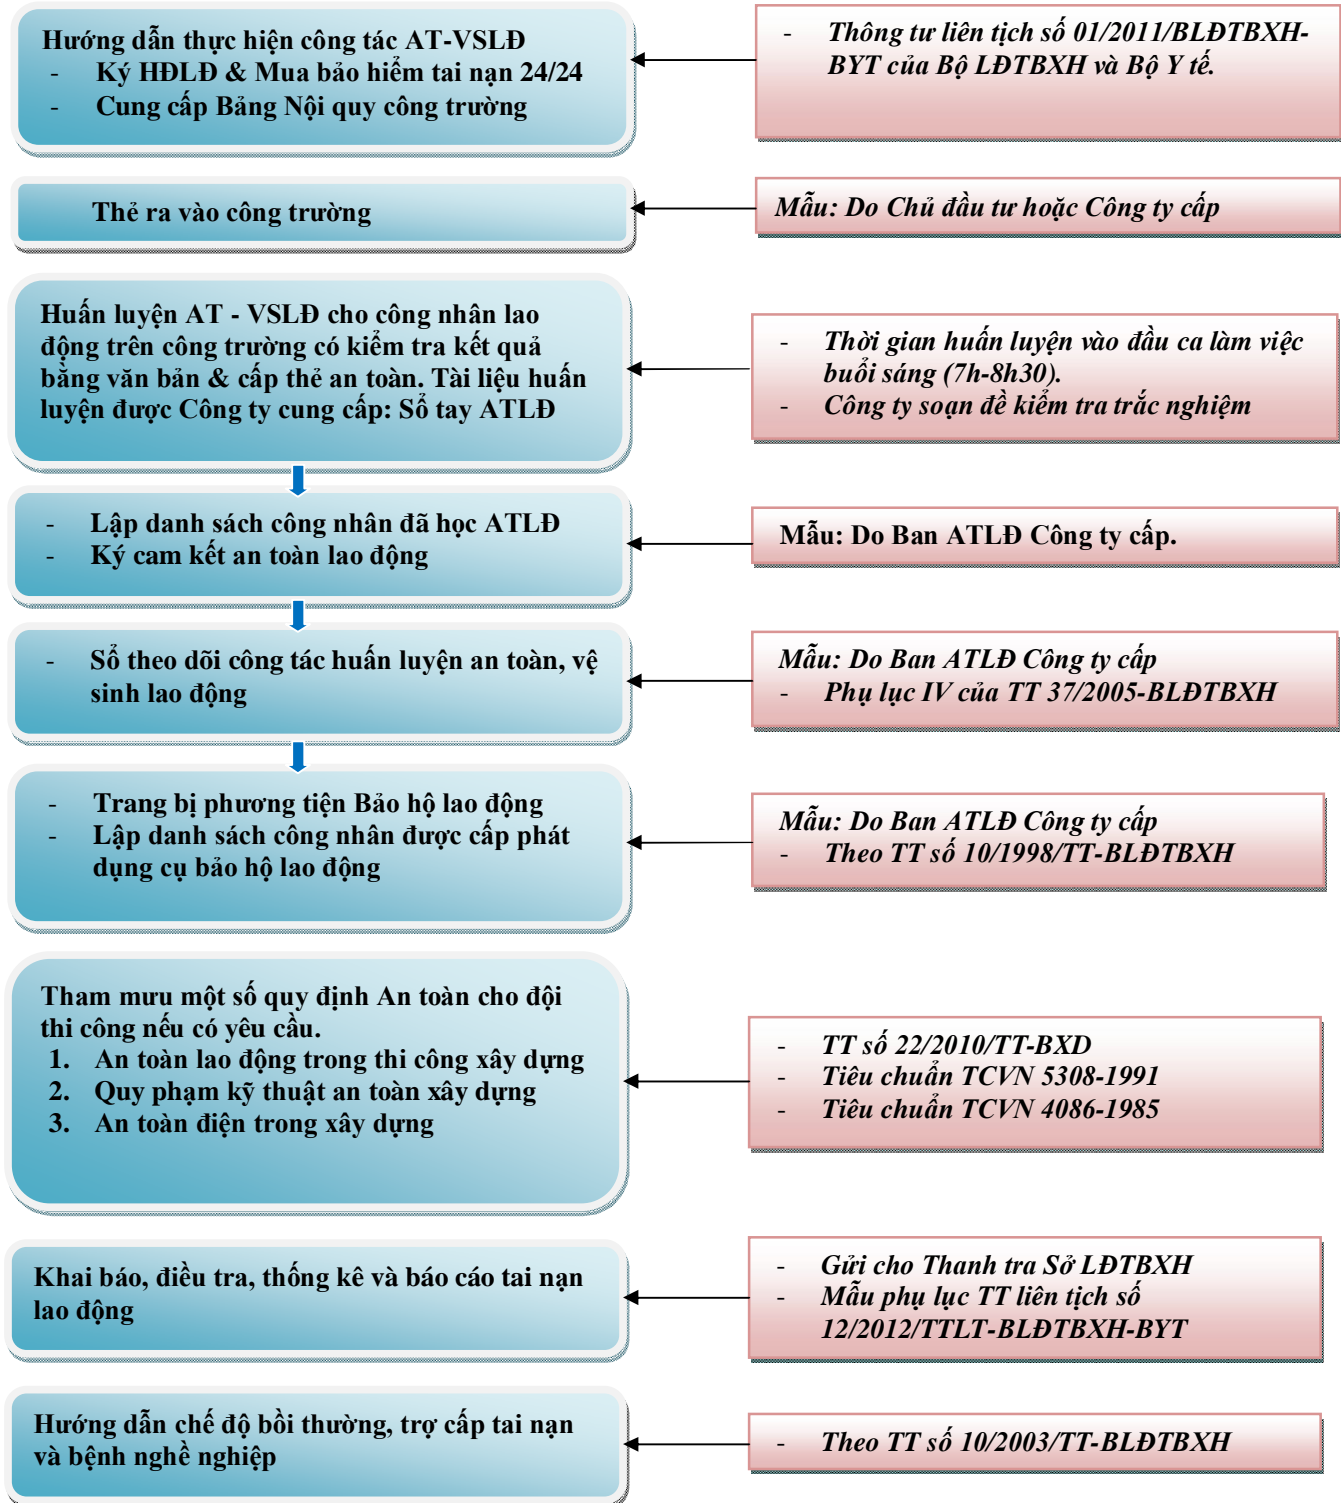 Hướng dẫn thực hiện công tác AT-VSLĐ
- Ký HĐLĐ & Mua bảo hiểm tai nạn 24/24
- Cung cấp Bảng Nội quy công trường
- Thông tư liên tịch số 01/2011/BLĐTBXH-
BYT của Bộ LĐTBXH và Bộ Y tế.
Thẻ ra vào công trường
Mẫu: Do Chủ đầu tư hoặc Công ty cấp
Huấn luyện AT - VSLĐ cho công nhân lao
động trên công trường có kiểm tra kết quả
bằng văn bản & cấp thẻ an toàn. Tài liệu huấn
luyện được Công ty cung cấp: Sổ tay ATLĐ
- Thời gian huấn luyện vào đầu ca làm việc
buổi sáng (7h-8h30).
- Công ty soạn đề kiểm tra trắc nghiệm
- Lập danh sách công nhân đã học ATLĐ
- Ký cam kết an toàn lao động
Mẫu: Do Ban ATLĐ Công ty cấp.
- Sổ theo dõi công tác huấn luyện an toàn, vệ
sinh lao động
Mẫu: Do Ban ATLĐ Công ty cấp
- Phụ lục IV của TT 37/2005-BLĐTBXH
- Trang bị phương tiện Bảo hộ lao động
- Lập danh sách công nhân được cấp phát
dụng cụ bảo hộ lao động
Mẫu: Do Ban ATLĐ Công ty cấp
- Theo TT số 10/1998/TT-BLĐTBXH
Tham mưu một số quy định An toàn cho đội
thi công nếu có yêu cầu.
1. An toàn lao động trong thi công xây dựng
2. Quy phạm kỹ thuật an toàn xây dựng
3. An toàn điện trong xây dựng
- TT số 22/2010/TT-BXD
- Tiêu chuẩn TCVN 5308-1991
- Tiêu chuẩn TCVN 4086-1985
Khai báo, điều tra, thống kê và báo cáo tai nạn
lao động
- Gửi cho Thanh tra Sở LĐTBXH
- Mẫu phụ lục TT liên tịch số
12/2012/TTLT-BLĐTBXH-BYT
Hướng dẫn chế độ bồi thường, trợ cấp tai nạn
và bệnh nghề nghiệp
- Theo TT số 10/2003/TT-BLĐTBXH